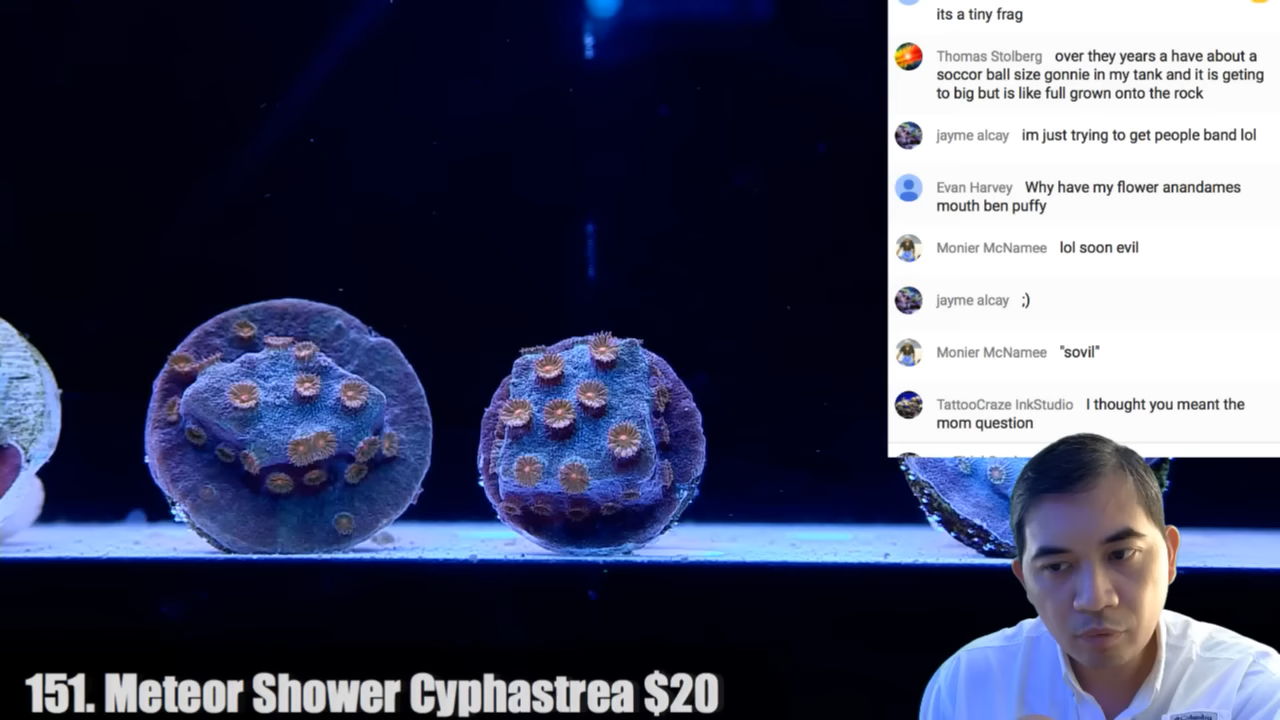 its a tiny frag
Thomas Stolberg over they years a have about a
soccor ball size gonnie in my tank and it is geting
to big but is like full grown onto the rock
jayme alcay im just trying to get people band lol
Evan Harvey Why have my flower anandames
mouth ben puffy
Monier McNamee lol soon evil
jayme alcay ;)
Monier McNamee "sovil"
TattooCraze InkStudio I thought you meant the
mom question
151. Meteor Shower Cyphastrea $20